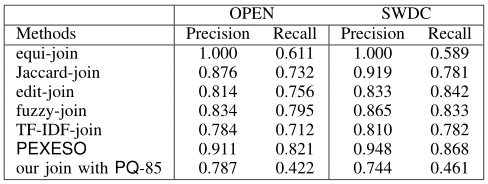 OPEN SWDC
Methods Precision Recall Precision Recall
equi-join 1.000 0.611 1.000 0.589
Jaccard-join 0.876 0.732 0.919 0.781
edit-join 0.814 0.756 0.833 0.842
fuzzy-join 0.834 0.795 0.865 0.833
TF-IDF-join 0.784 0.712 0.810 0.782
PEXESO 0.911 0.821 0.948 0.868
our join with PQ-85 0.787 0.422 0.744 0.461